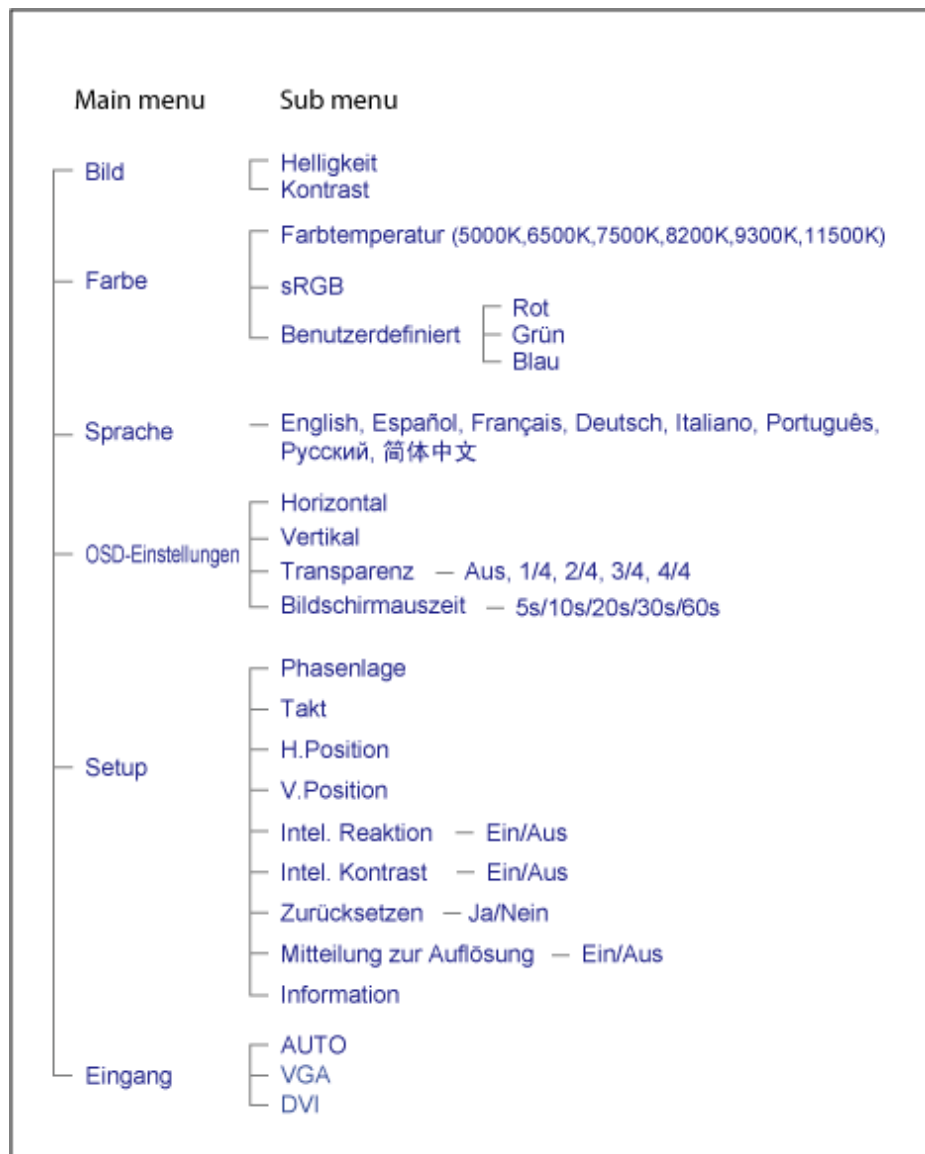 Main menu Sub menu
Bild
Helligkeit
Kontrast
Farbe
Farbtemperatur (5000K,6500K,7500K,8200K,9300K,11500K)
sRGB
Benutzerdefiniert
Rot
Grün
Blau
Sprache
English, Español, Français, Deutsch, Italiano, Português,
Русский, 简体中文
OSD-Einstellungen
Horizontal
Vertikal
Transparenz — Aus, 1/4, 2/4, 3/4, 4/4
Bildschirmauszeit — 5s/10s/20s/30s/60s
Setup
Phasenlage
Takt
H.Position
V.Position
Intel. Reaktion — Ein/Aus
Intel. Kontrast — Ein/Aus
Zurücksetzen — Ja/Nein
Mitteilung zur Auflösung — Ein/Aus
Information
Eingang
AUTO
VGA
DVI